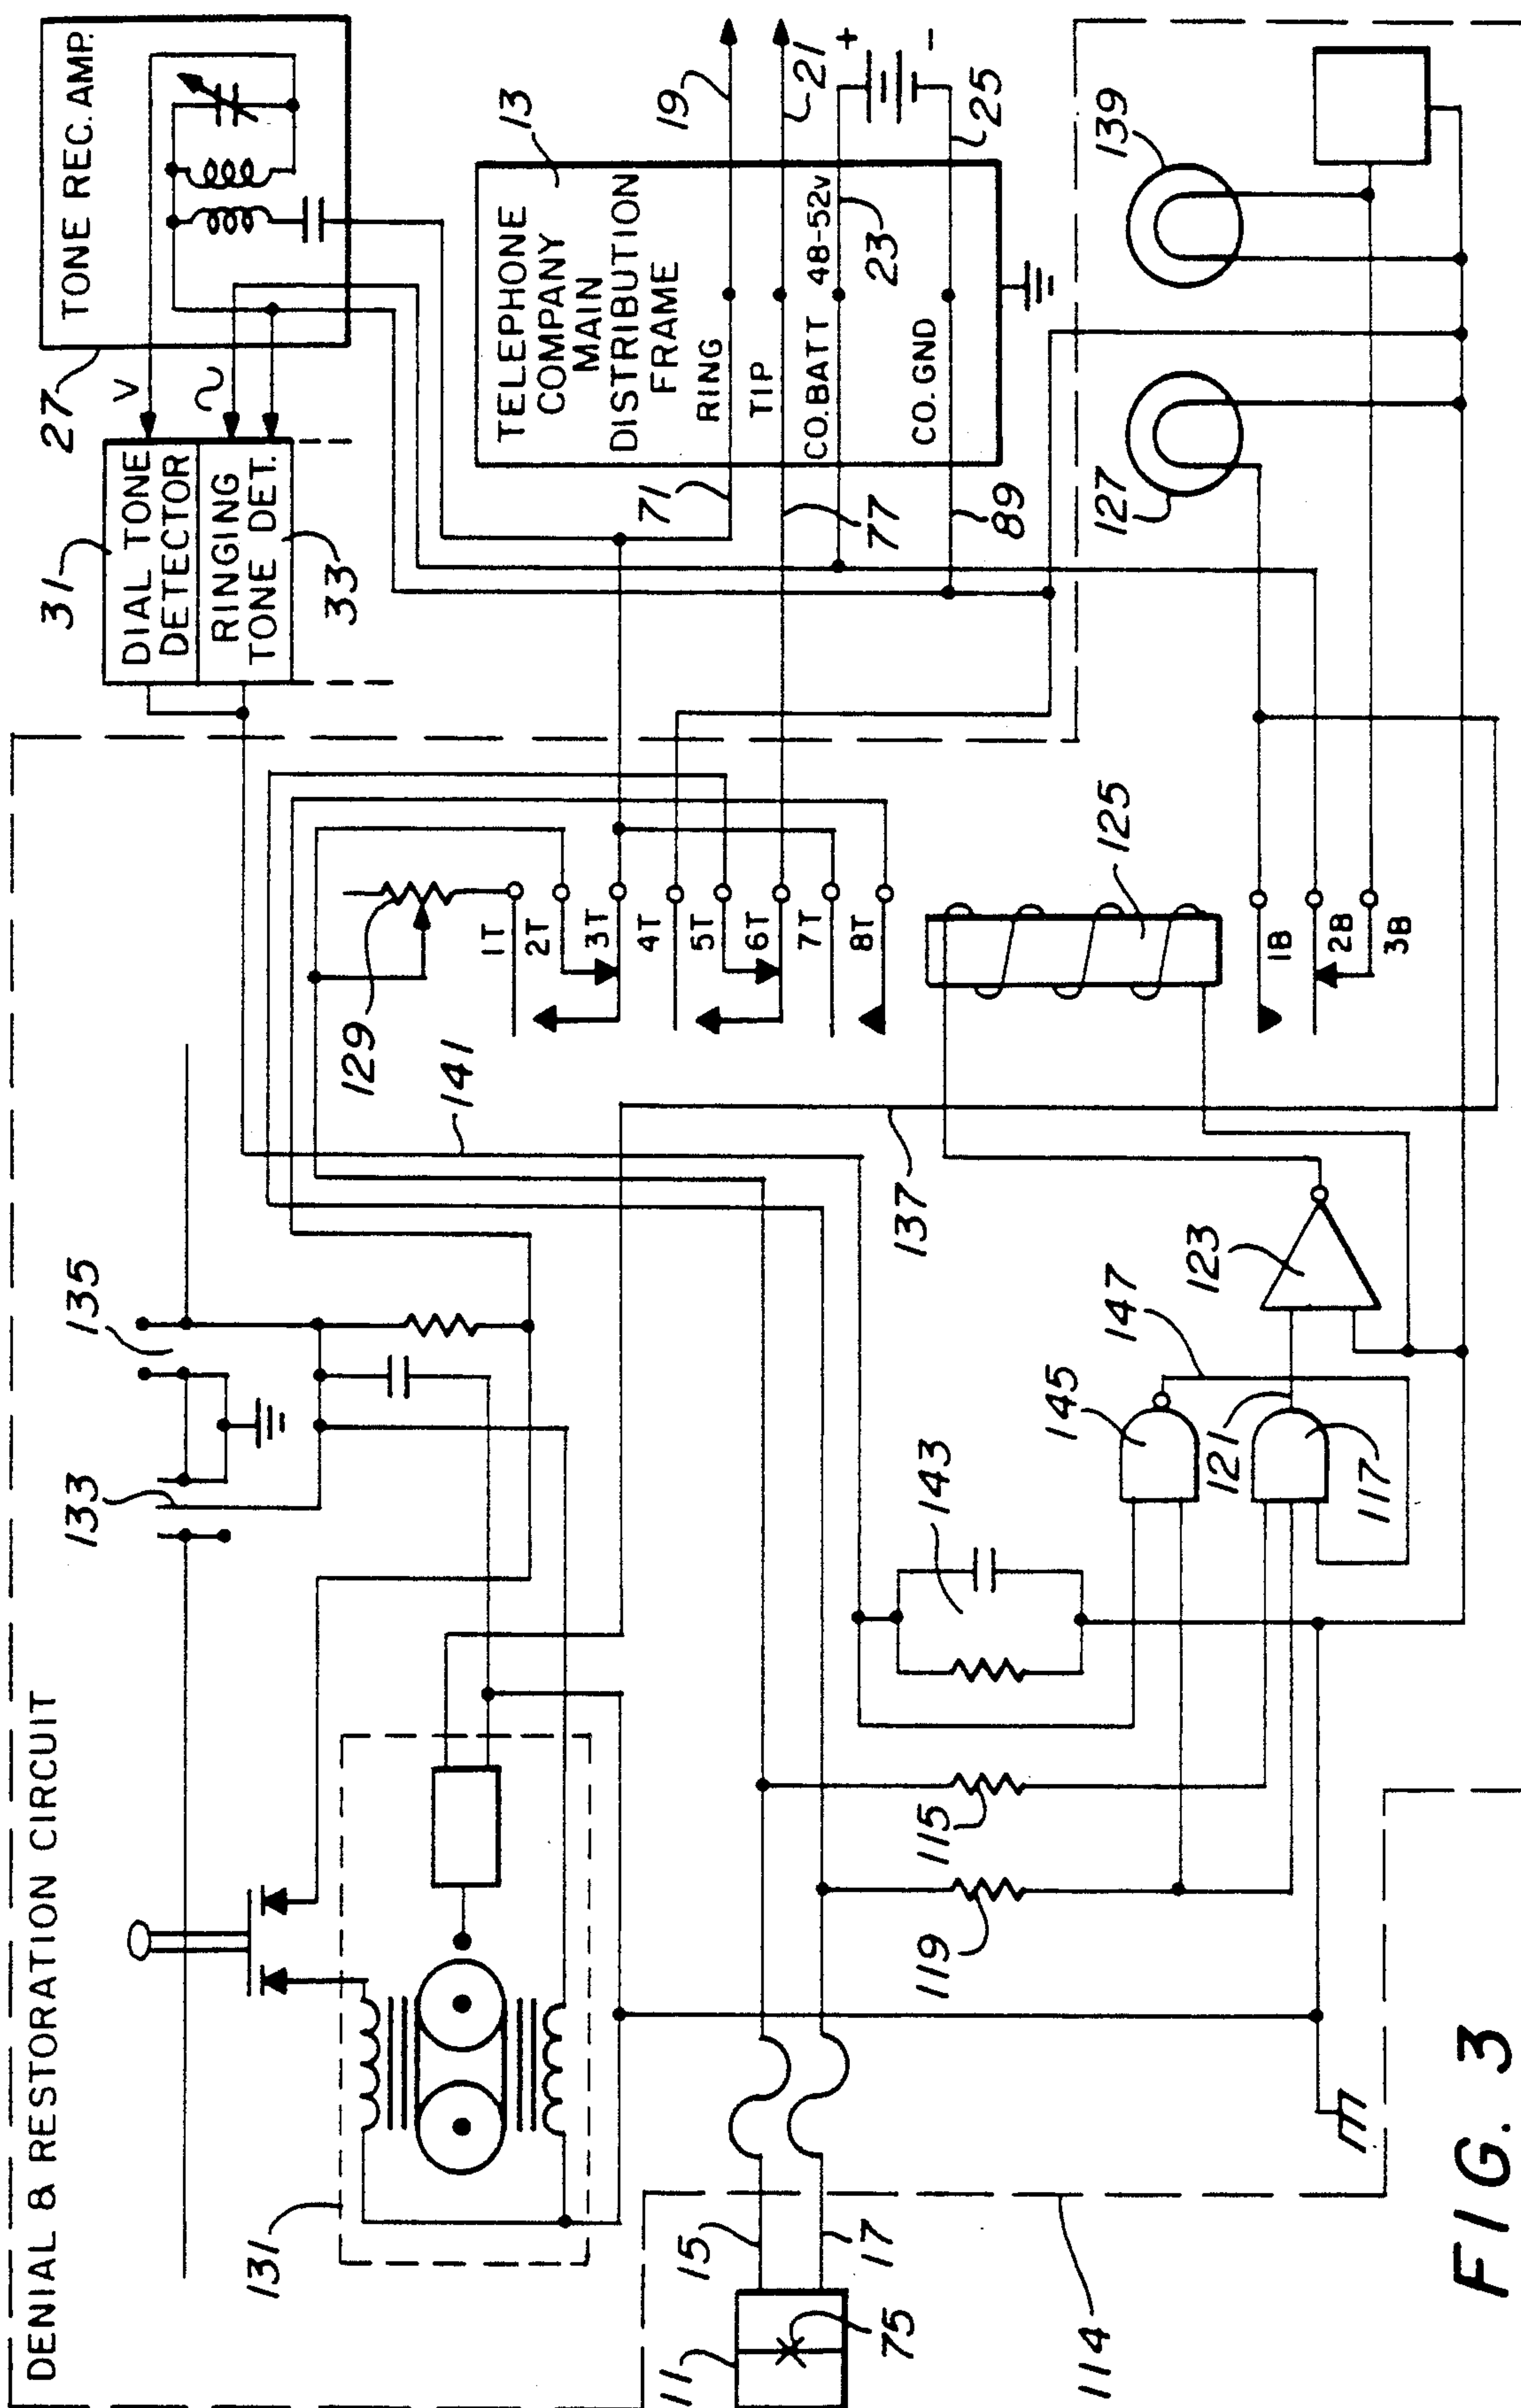 DENIAL & RESTORATION CIRCUIT
131
133
135
129
141
31
DIAL TONE
DETECTOR
RINGING
TONE DET.
33
27
V
TONE REC. AMP.
TELEPHONE
COMPANY
MAIN
DISTRIBUTION
FRAME
13
RING
TIP
CO. BATT 48-52v
CO. GND
71
77
89
19
21
23
25
+
-
1T
2T
3T
4T
5T
6T
7T
8T
125
1B
2B
3B
127
139
137
147
123
145
121
117
143
115
119
15
17
11
75
114
FIG. 3